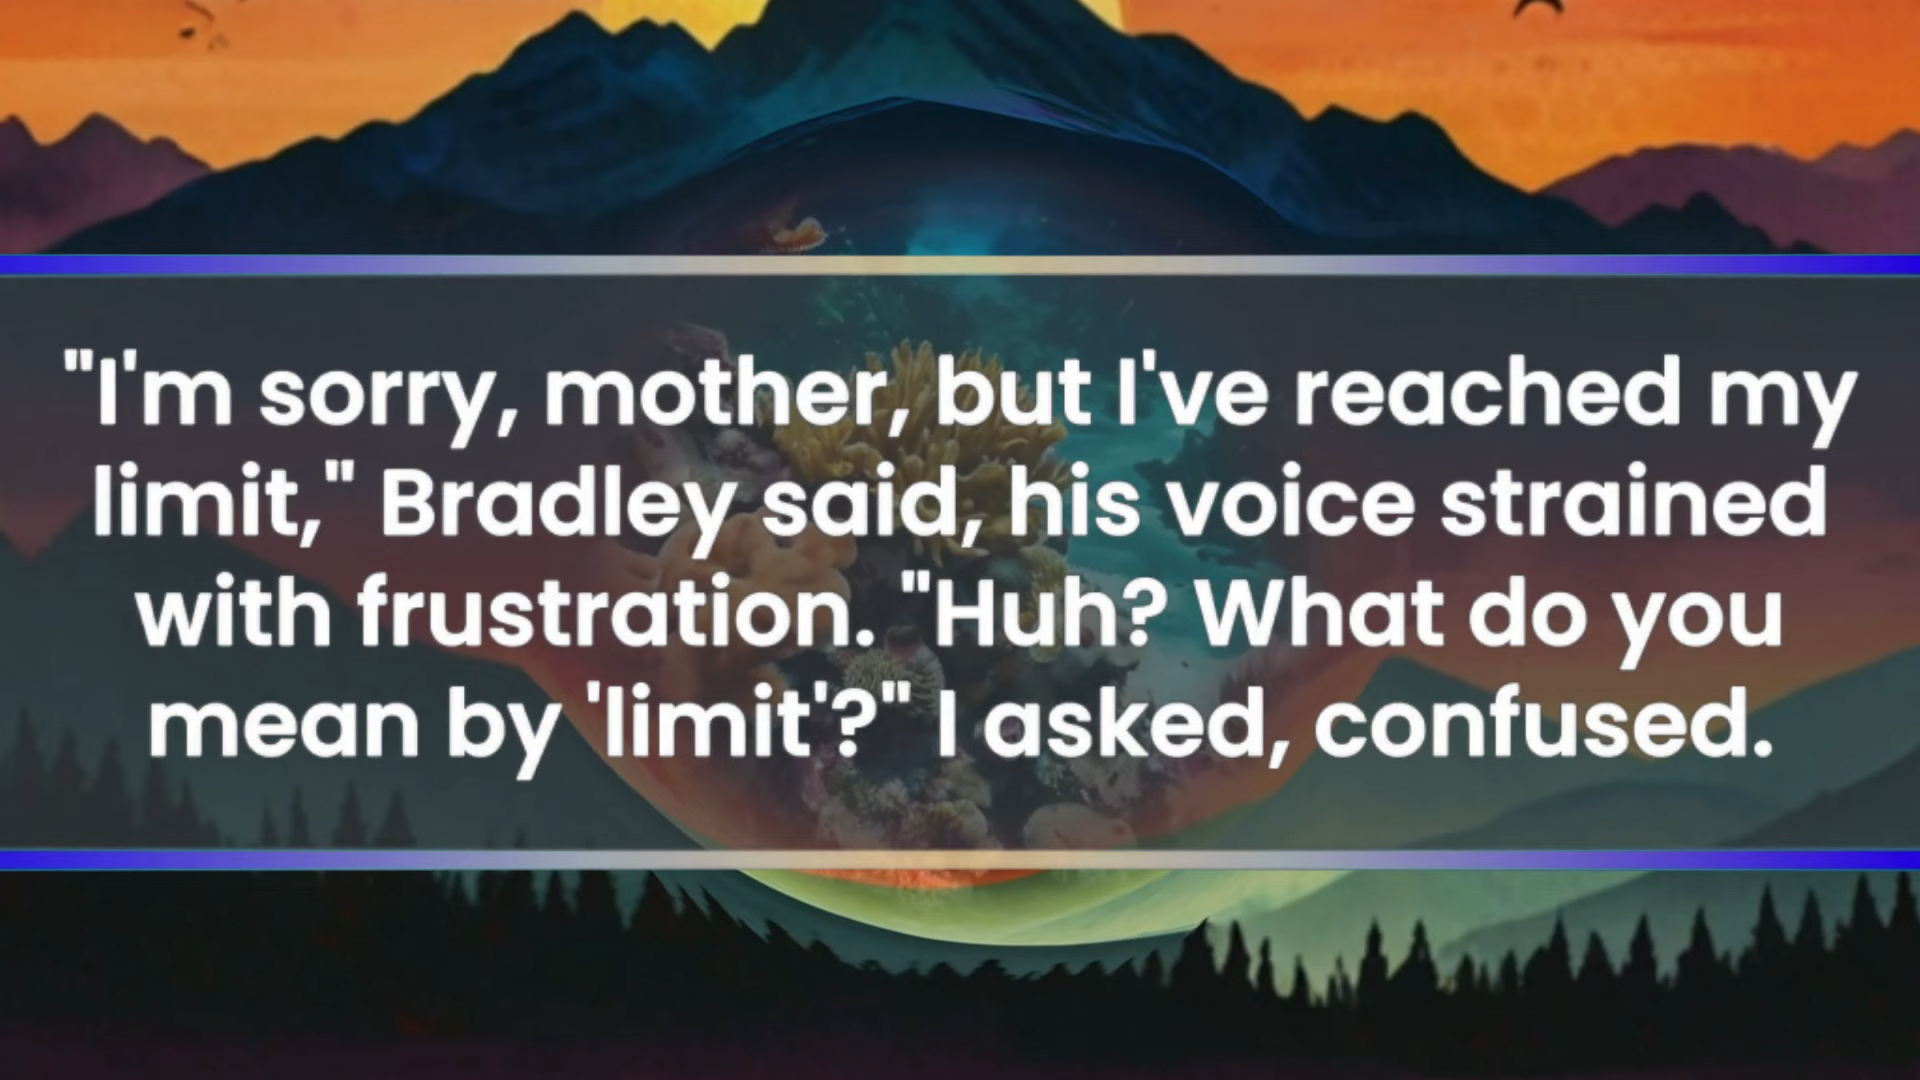 "I'm sorry, mother, but I've reached my
limit," Bradley said, his voice strained
with frustration. "Huh? What do you
mean by 'limit'?" I asked, confused.